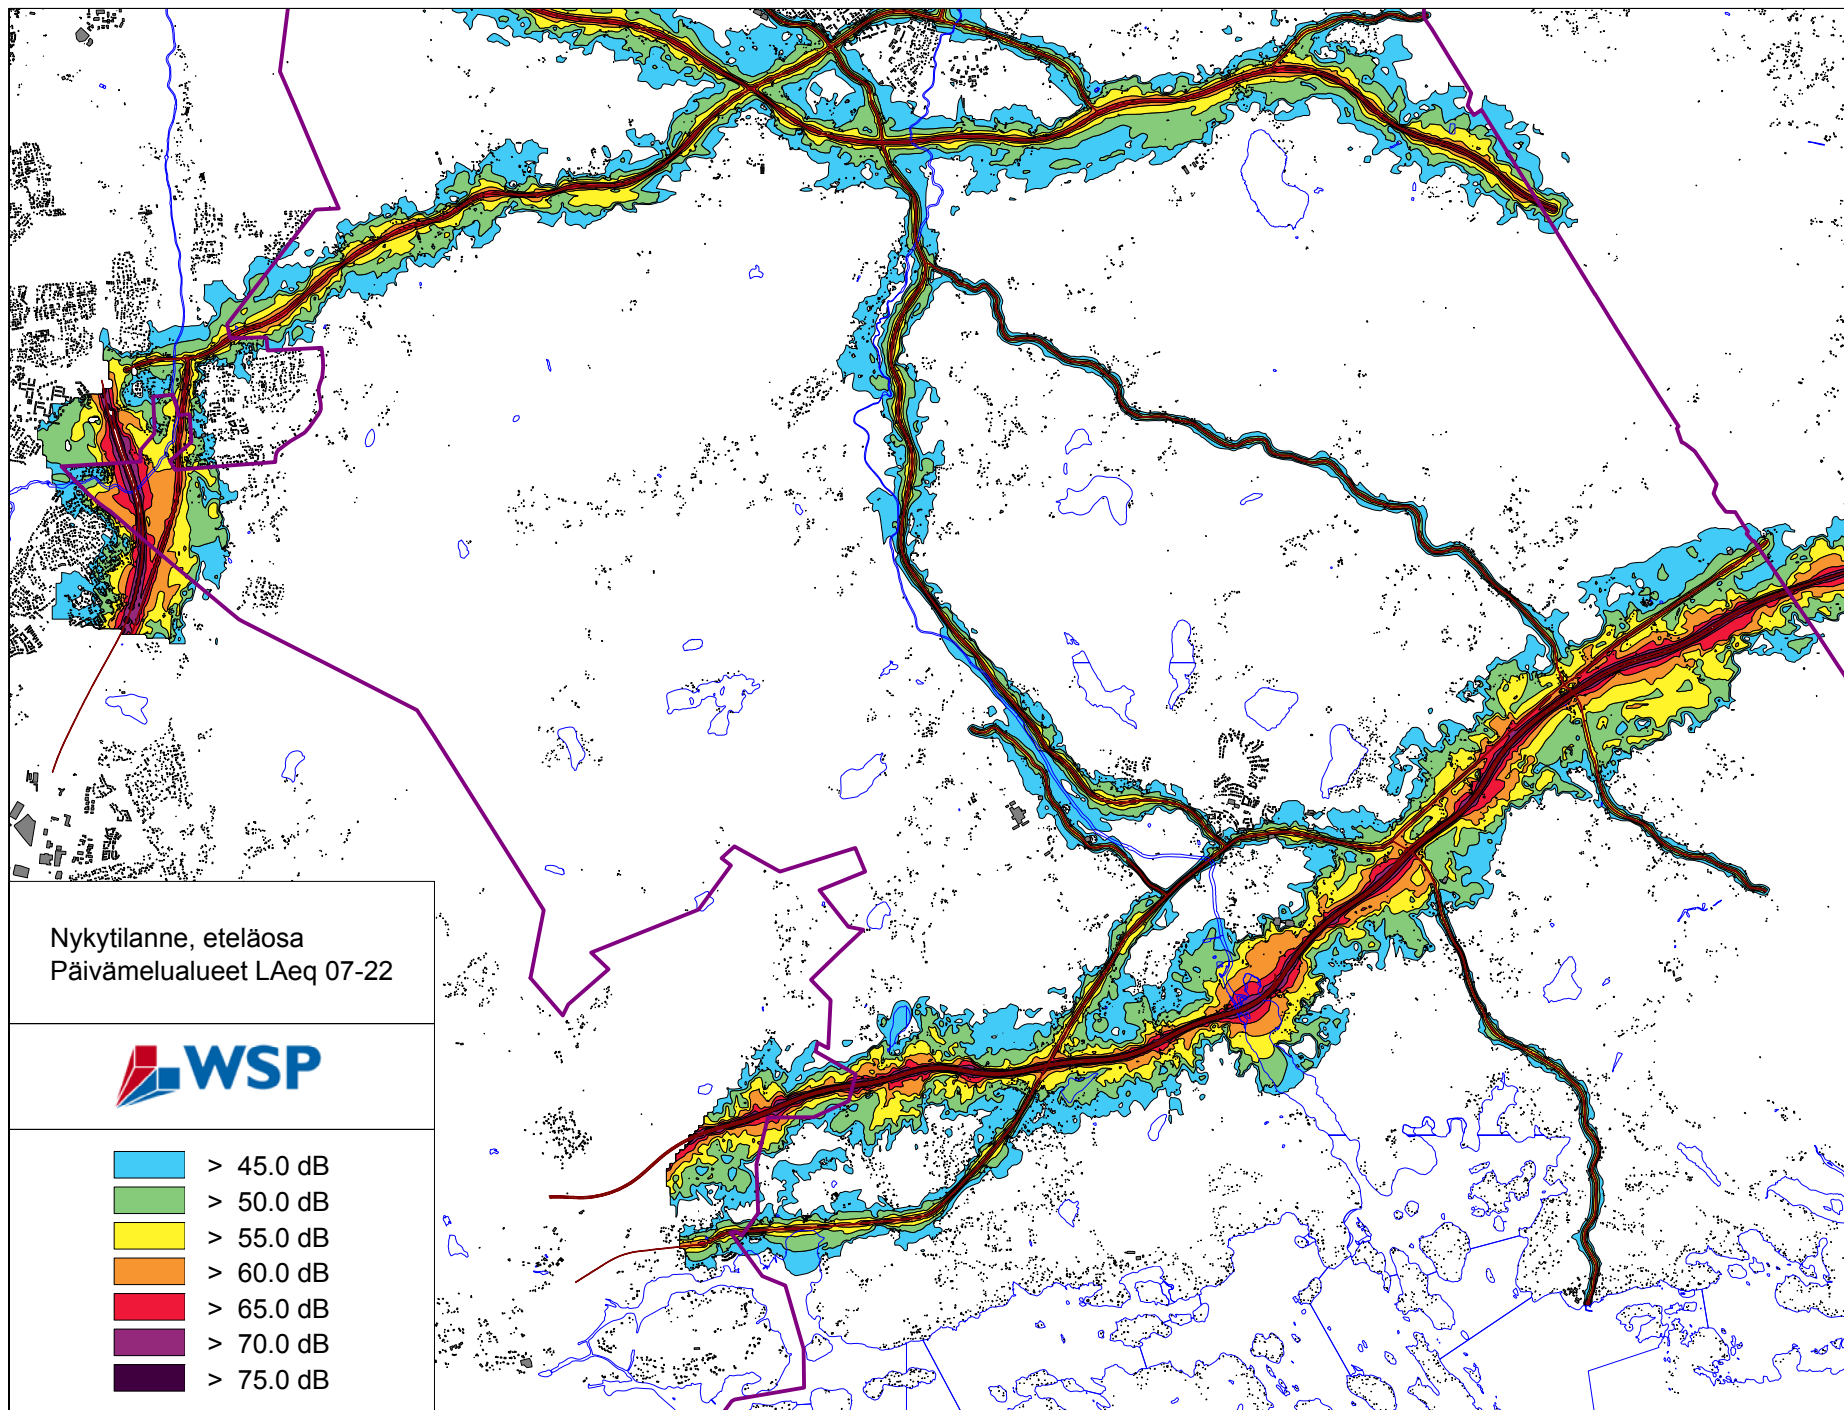 Nykytilanne, eteläosa
Päivämelualueet LAeq 07-22
WSP
> 45.0 dB
> 50.0 dB
> 55.0 dB
> 60.0 dB
> 65.0 dB
> 70.0 dB
> 75.0 dB